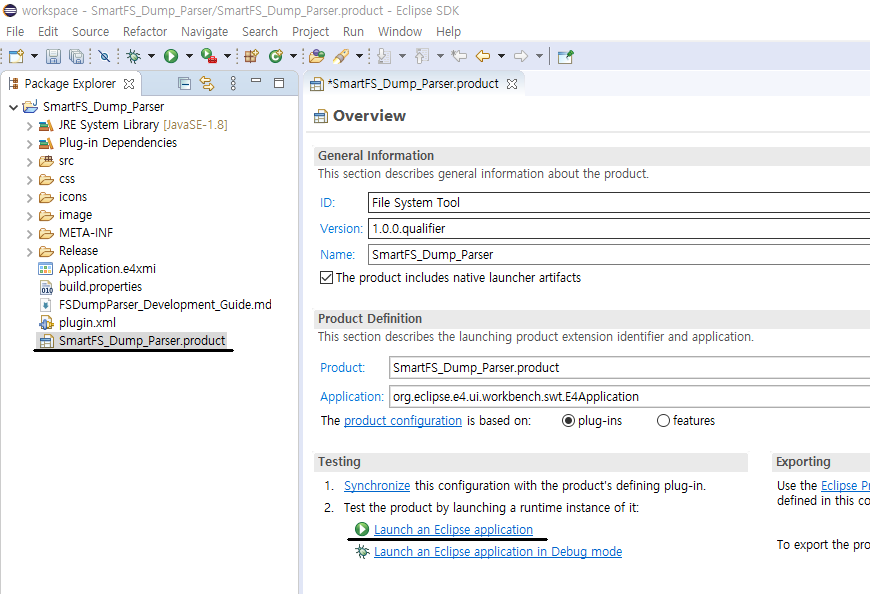 workspace - SmartFS_Dump_Parser/SmartFS_Dump_Parser.product - Eclipse SDK
File Edit Source Refactor Navigate Search Project Run Window Help
Package Explorer
*SmartFS_Dump_Parser.product
SmartFS_Dump_Parser
JRE System Library [JavaSE-1.8]
Plug-in Dependencies
src
css
icons
image
META-INF
Release
Application.e4xmi
build.properties
FSDumpParser_Development_Guide.md
plugin.xml
SmartFS_Dump_Parser.product
Overview
General Information
This section describes general information about the product.
ID: File System Tool
Version: 1.0.0.qualifier
Name: SmartFS_Dump_Parser
The product includes native launcher artifacts
Product Definition
This section describes the launching product extension identifier and application.
Product: SmartFS_Dump_Parser.product
Application: org.eclipse.e4.ui.workbench.swt.E4Application
The product configuration is based on: plug-ins features
Testing
1. Synchronize this configuration with the product's defining plug-in.
2. Test the product by launching a runtime instance of it:
Launch an Eclipse application
Launch an Eclipse application in Debug mode
Exporting
Use the Eclipse Pr
defined in this co
To export the pro